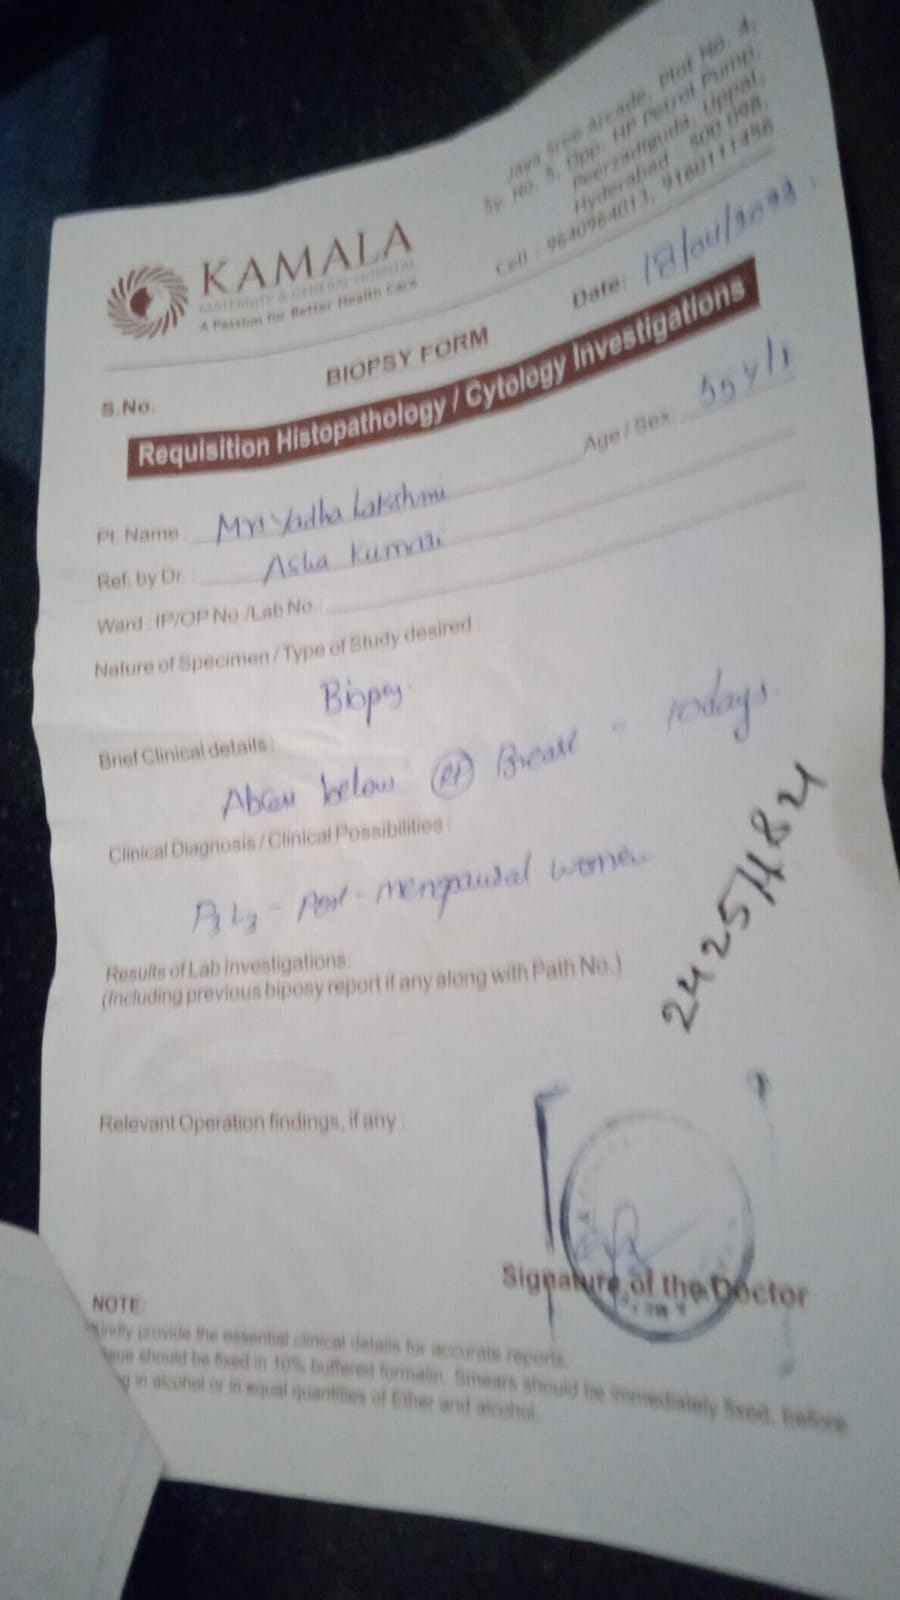 Jaya Sree Arcade, Plot No. 4,
Sy. No. 5, Opp. HP Petrol Pump,
Peerzadiguda, Uppal,
Hyderabad - 500 098.
Cell : 9640964013, 9160111456
KAMALA
MATERNITY & GENERAL HOSPITAL
A Passion for Better Health Care
Date: 18/04/2023
BIOPSY FORM
S.No.
Requisition Histopathology / Cytology Investigations
Age / Sex: 55 y/
Pt. Name : Mrs Yadha Lakshmi
Ref. by Dr. : Asha Kumari
Ward : IP/OP No./Lab No. :
Nature of Specimen / Type of Study desired :
Biopsy
Brief Clinical details :
below Rt Breast - 10days
Clinical Diagnosis / Clinical Possibilities :
P3 L3 - Post - menopausal women
Results of Lab Investigations:
(Including previous biposy report if any along with Path No.)
Relevant Operation findings, if any :
Signature of the Doctor
NOTE:
Kindly provide the essential clinical details for accurate reports.
should be fixed in 10% buffered formalin. Smears should be immediately fixed, before
in alcohol or in equal quantities of Ether and alcohol.